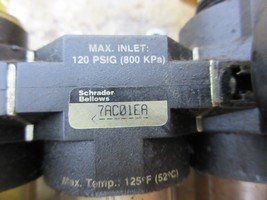 MAX. INLET:
120 PSIG (800 KPa)
Schrader
Bellows
7AC01EA
Max. Temp.: 125°F (52°C)